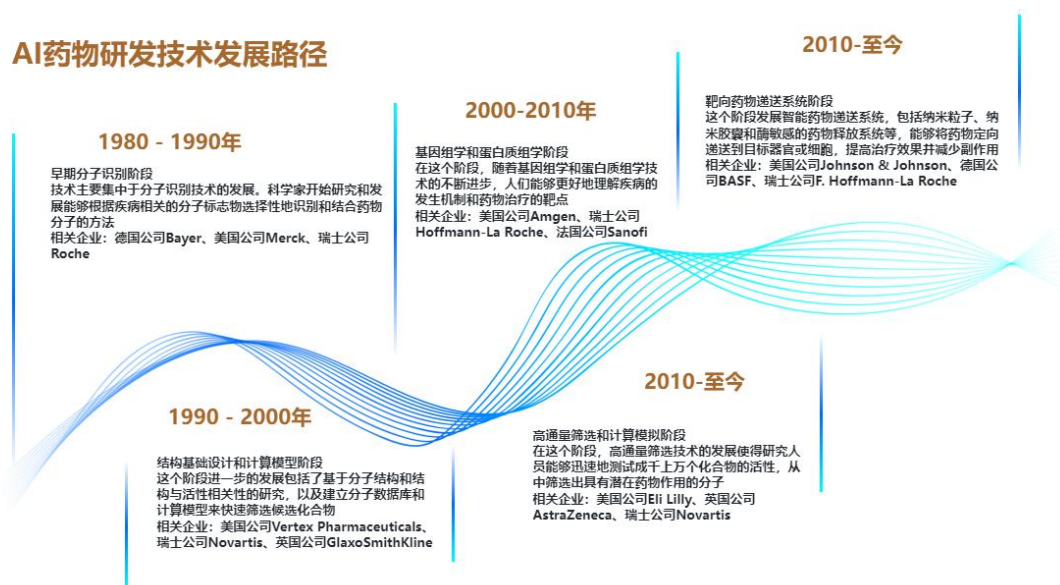 AI药物研发技术发展路径
1980 - 1990年
早期分子识别阶段
技术主要集中于分子识别技术的发展。科学家开始研究和发
展能够根据疾病相关的分子标志物选择性地识别和结合药物
分子的方法
相关企业：德国公司Bayer、美国公司Merck、瑞士公司
Roche
1990 - 2000年
结构基础设计和计算模型阶段
这个阶段进一步的发展包括了基于分子结构和结
构与活性相关性的研究，以及建立分子数据库和
计算模型来快速筛选候选化合物
相关企业：美国公司Vertex Pharmaceuticals、
瑞士公司Novartis、英国公司GlaxoSmithKline
2000-2010年
基因组学和蛋白质组学阶段
在这个阶段，随着基因组学和蛋白质组学技
术的不断进步，人们能够更好地理解疾病的
发生机制和药物治疗的靶点
相关企业：美国公司Amgen、瑞士公司
Hoffmann-La Roche、法国公司Sanofi
2010-至今
高通量筛选和计算模拟阶段
在这个阶段，高通量筛选技术的发展使得研究人
员能够迅速地测试成千上万个化合物的活性，从
中筛选出具有潜在药物作用的分子
相关企业：美国公司Eli Lilly、英国公司
AstraZeneca、瑞士公司Novartis
2010-至今
靶向药物递送系统阶段
这个阶段发展智能药物递送系统，包括纳米粒子、纳
米胶囊和酶敏感的药物释放系统等，能够将药物定向
递送到目标器官或细胞，提高治疗效果并减少副作用
相关企业：美国公司Johnson & Johnson、德国公
司BASF、瑞士公司F. Hoffmann-La Roche